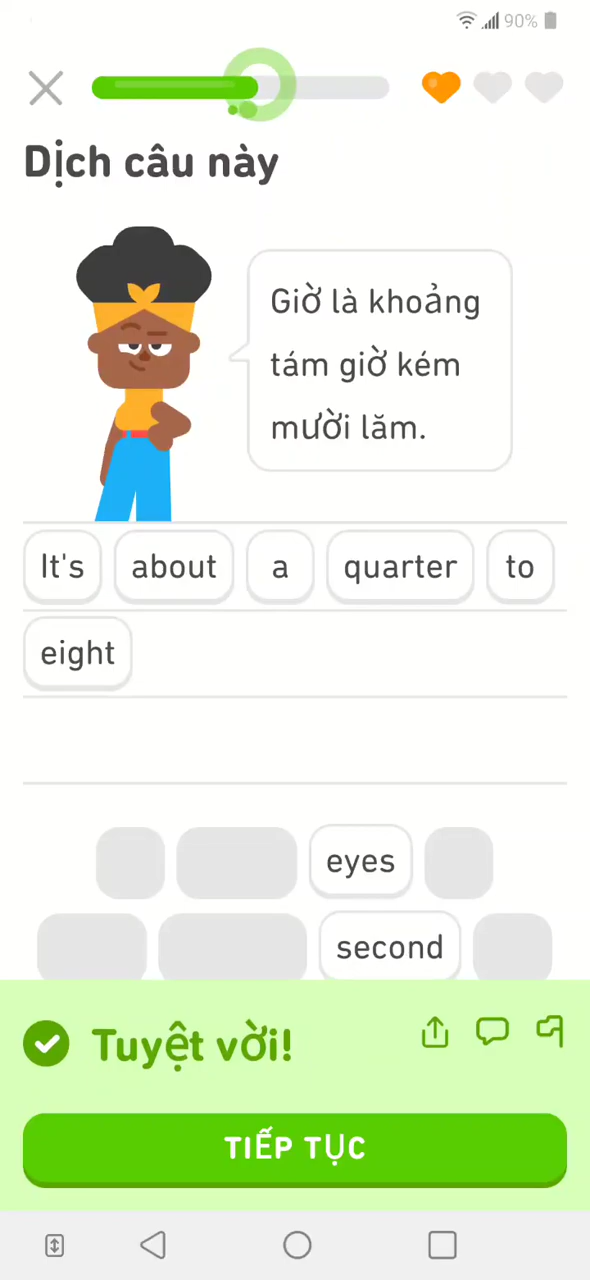 90%
Dịch câu này
Giờ là khoảng
tám giờ kém
mười lăm.
It's about a quarter to
eight
eyes
second
Tuyệt vời!
TIẾP TỤC